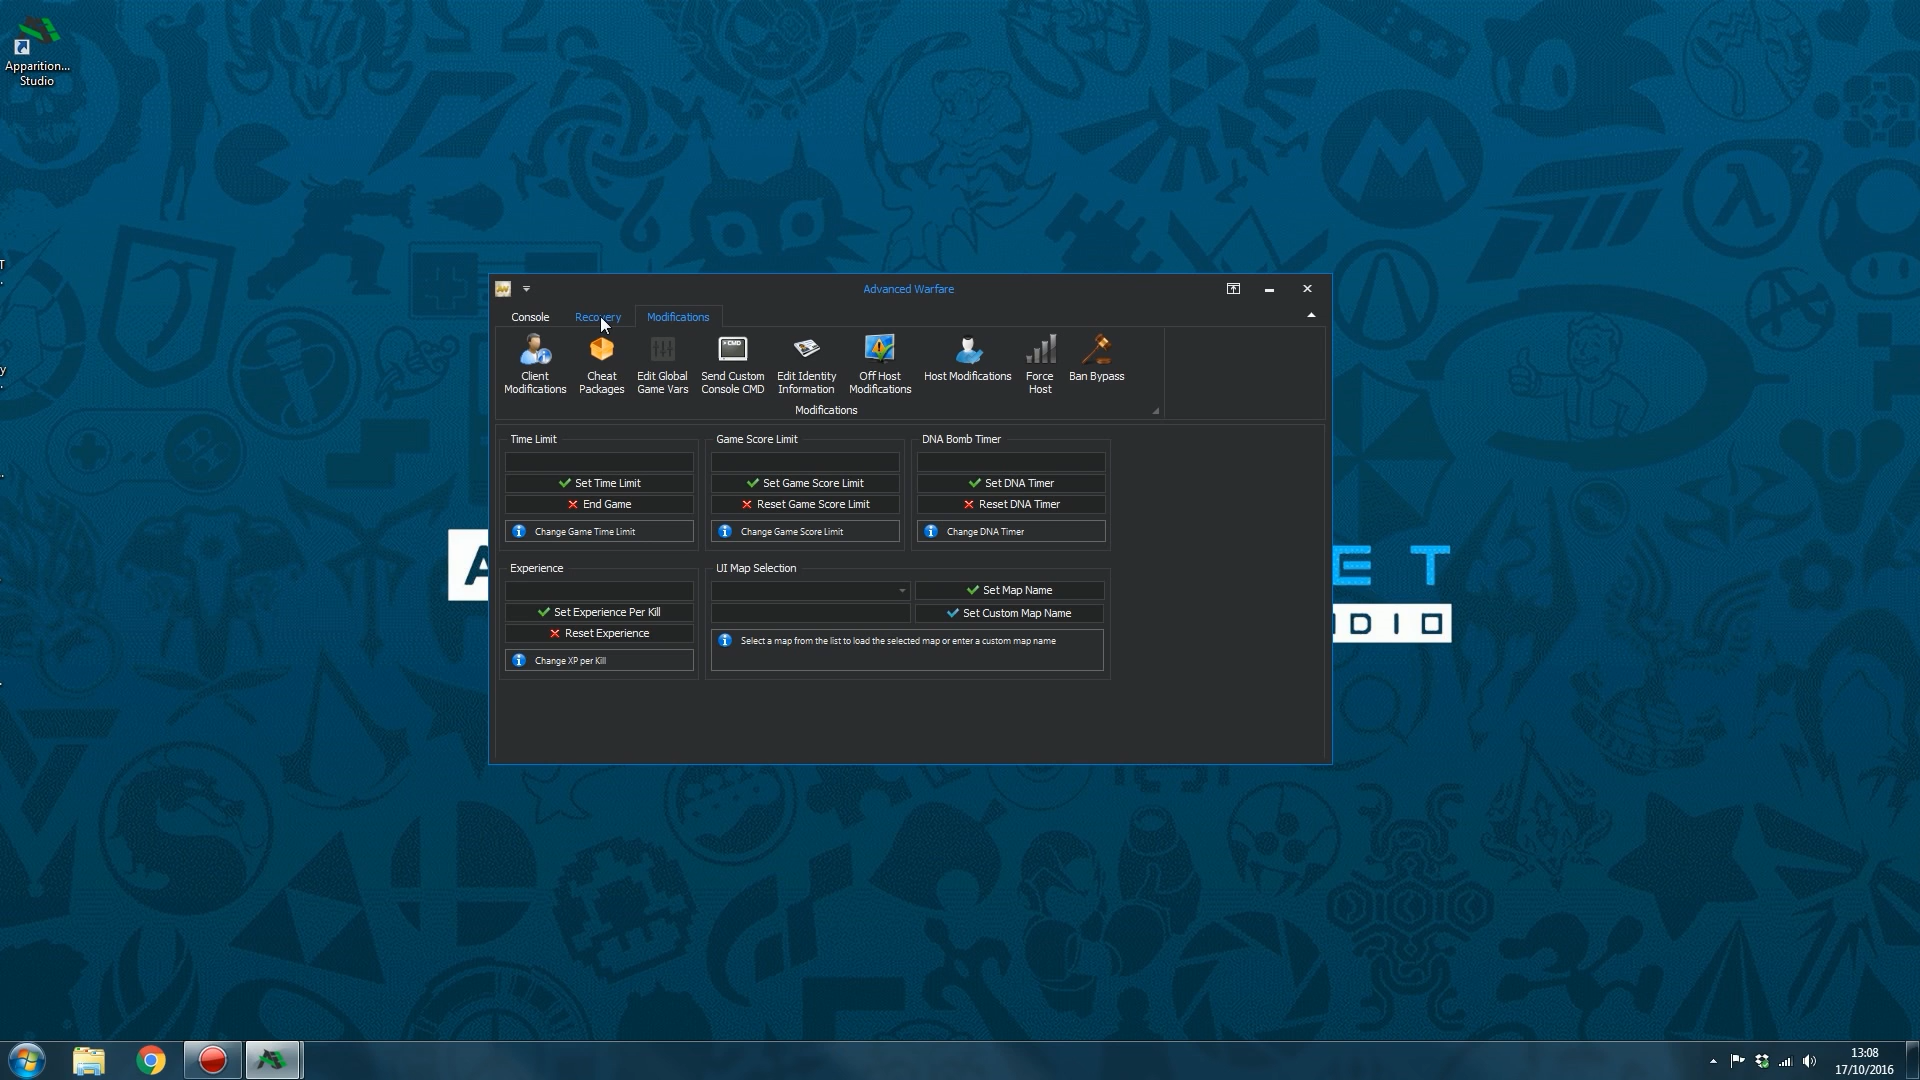 Apparition...
Studio
Advanced Warfare
Console
Recovery
Modifications
Client
Modifications
Cheat
Packages
Edit Global
Game Vars
CMD
Send Custom
Console CMD
Edit Identity
Information
Off Host
Modifications
Host Modifications
Force
Host
Ban Bypass
Modifications
Time Limit
Set Time Limit
End Game
Change Game Time Limit
Game Score Limit
Set Game Score Limit
Reset Game Score Limit
Change Game Score Limit
DNA Bomb Timer
Set DNA Timer
Reset DNA Timer
Change DNA Timer
Experience
Set Experience Per Kill
Reset Experience
Change XP per Kill
UI Map Selection
Set Map Name
Set Custom Map Name
Select a map from the list to load the selected map or enter a custom map name
A
ET
DIO
2
13:08
17/10/2016